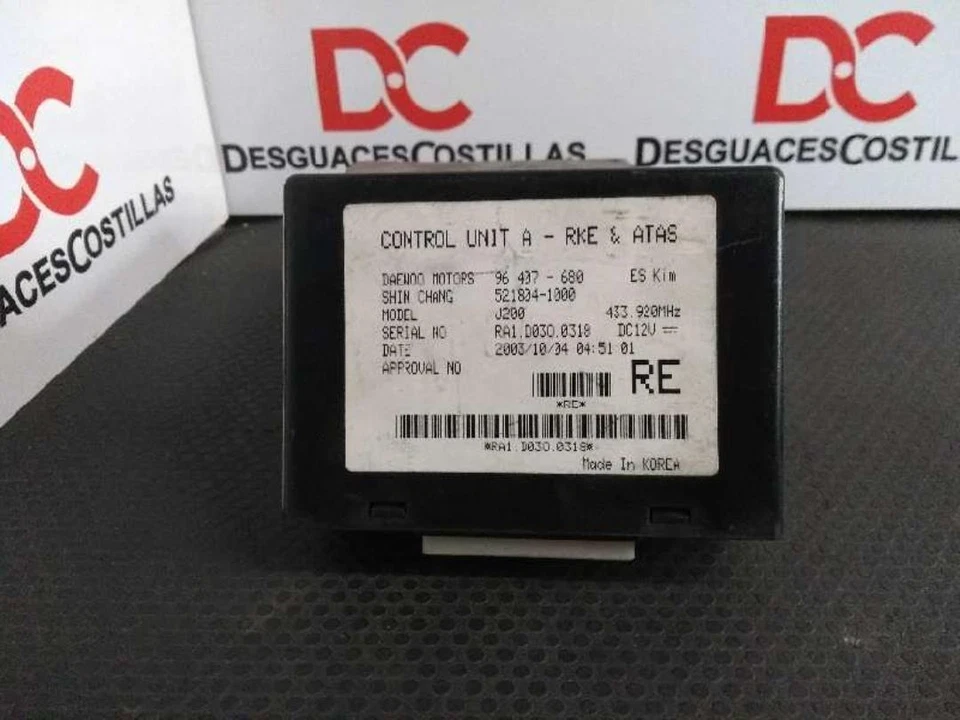 DC
DESGUACESCOSTILLAS
DC
DESGUACESCOSTILLAS
DC
DESGUACESCOSTILLAS
CONTROL UNIT A - RKE & ATAS
DAEWOO MOTORS 96 407 - 680 ES Kim
SHIN CHANG 521804-1000
MODEL J200 433.920MHz
SERIAL NO RA1.D030.0318 DC12V ⎓
DATE 2003/10/04 04:51 01
APPROVAL NO
RE
*RE*
*RA1.D030.0318*
Made In KOREA